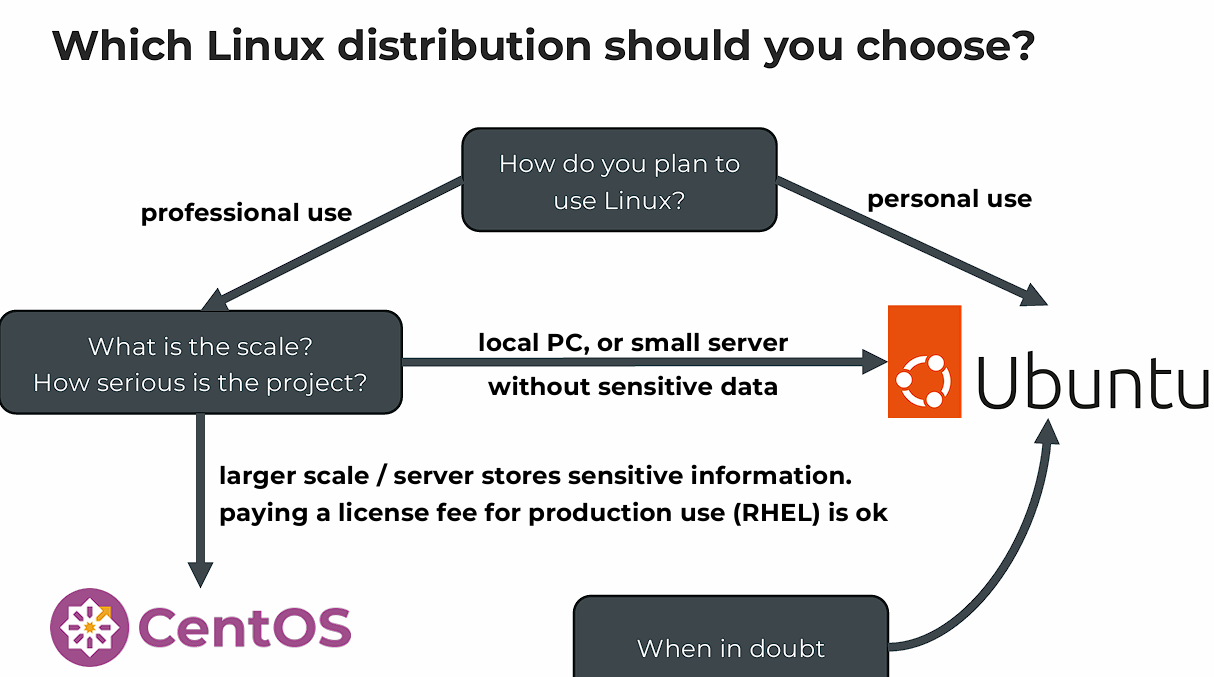 Which Linux distribution should you choose?
How do you plan to
use Linux?
professional use
personal use
What is the scale?
How serious is the project?
local PC, or small server
without sensitive data
Ubuntu
larger scale / server stores sensitive information.
paying a license fee for production use (RHEL) is ok
CentOS
When in doubt